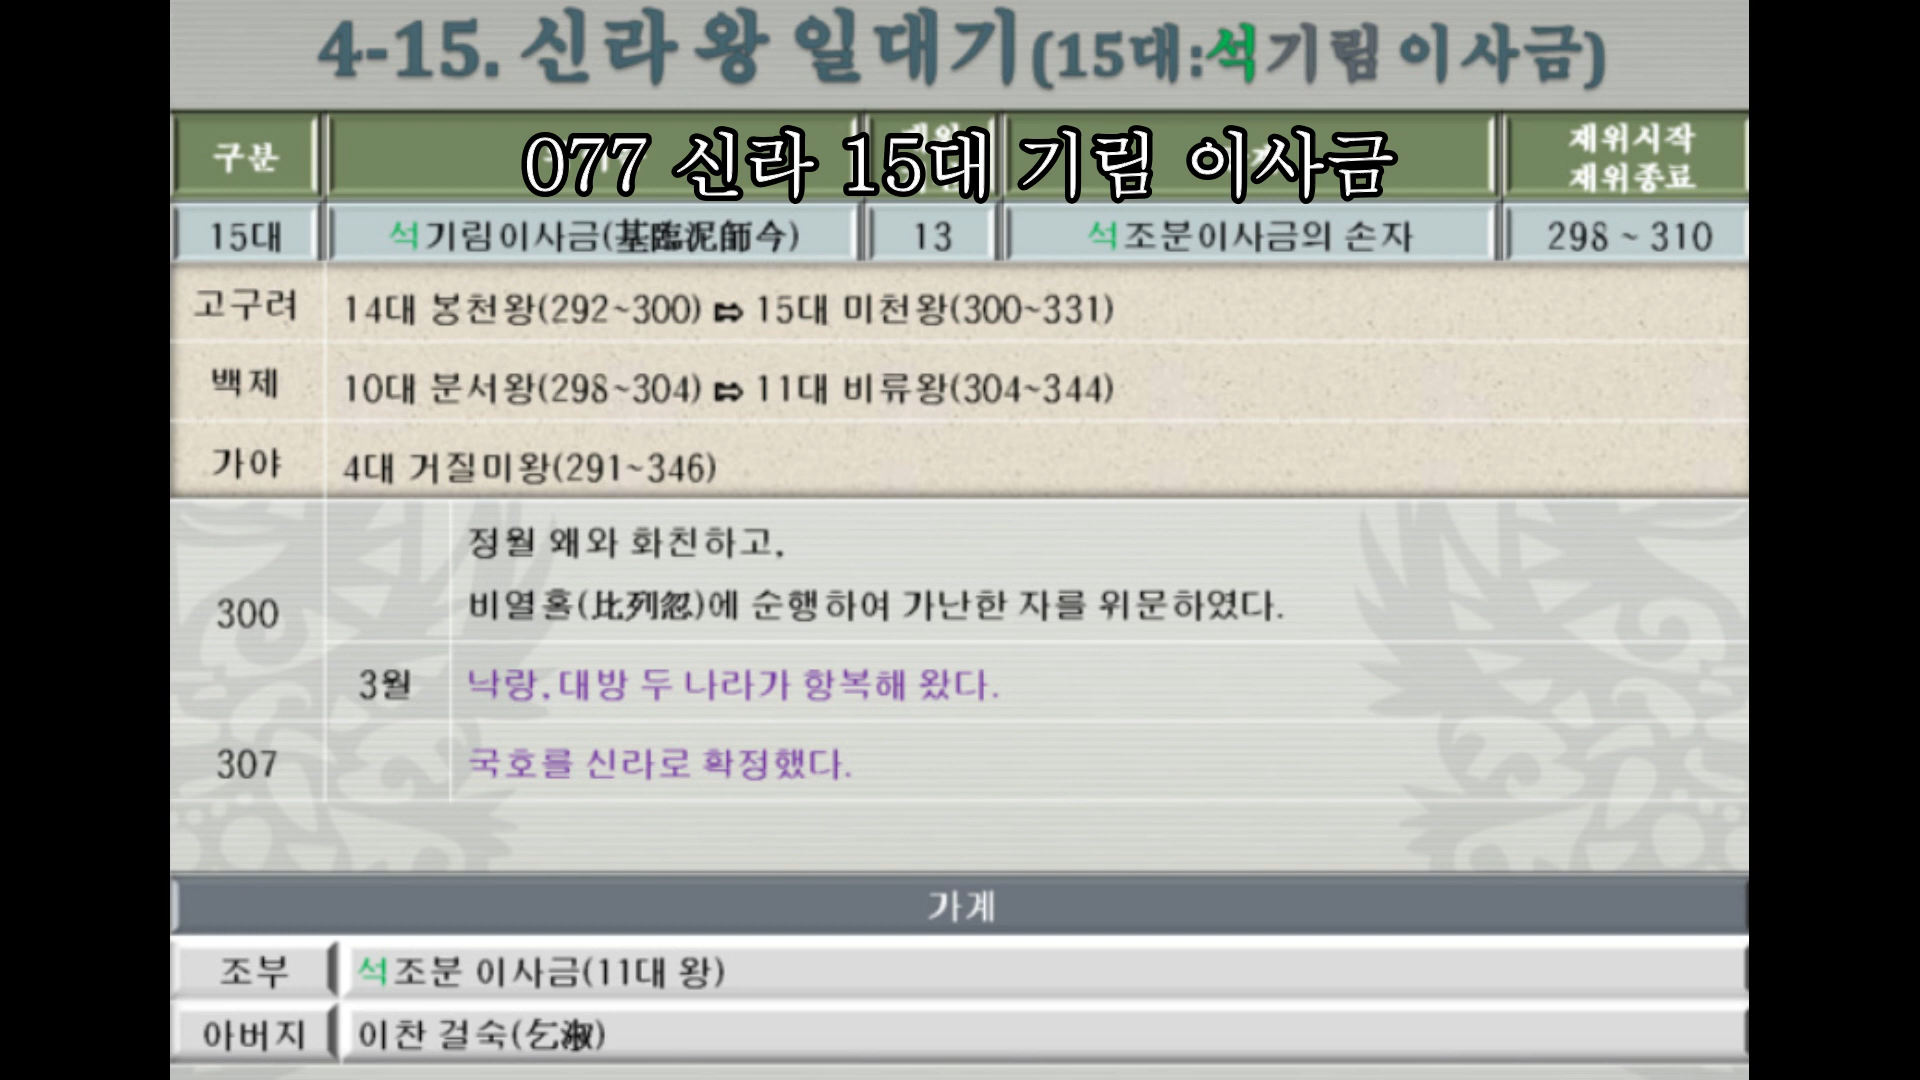 4-15. 신라 왕 일대기(15대:석기림 이사금)
구분
재위시작
재위종료
077 신라 15대 기림 이사금
15대 석기림이사금(基臨泥師今) 13 석조분이사금의 손자 298 ~ 310
고구려 14대 봉천왕(292~300) ⇨ 15대 미천왕(300~331)
백제 10대 분서왕(298~304) ⇨ 11대 비류왕(304~344)
가야 4대 거질미왕(291~346)
정월 왜와 화친하고,
300 비열홀(比列忽)에 순행하여 가난한 자를 위문하였다.
3월 낙랑.대방 두 나라가 항복해 왔다.
307 국호를 신라로 확정했다.
가계
조부 석조분 이사금(11대 왕)
아버지 이찬 걸숙(乞淑)